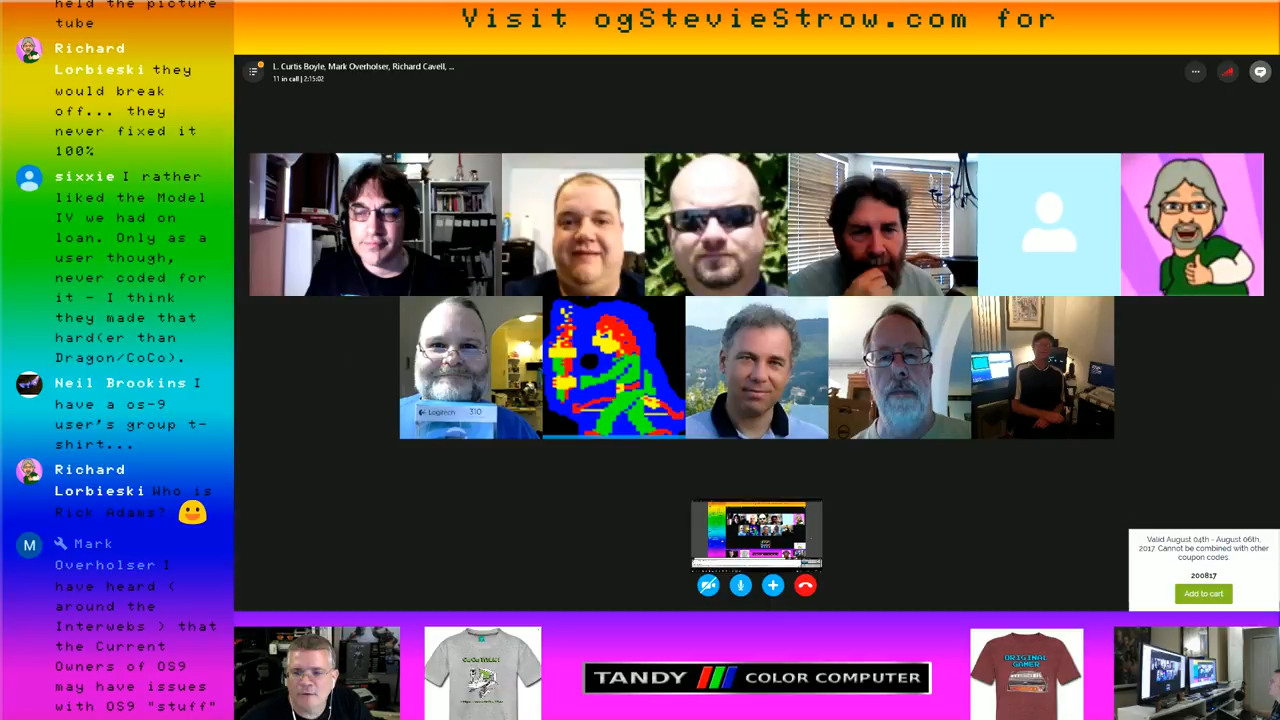 held the picture
tube
Richard
Lorbieski they
would break
off... they
never fixed it
100%
sixxie I rather
liked the Model
IV we had on
loan. Only as a
user though,
never coded for
it - I think
they made that
hard(er than
Dragon/CoCo).
Neil Brookins I
have a os-9
user's group t-
shirt...
Richard
Lorbieski Who is
Rick Adams?
M
Mark
Overholser I
have heard (
around the
Interwebs ) that
the Current
Owners of OS9
may have issues
with OS9 "stuff"
Visit ogStevieStrow.com for
L. Curtis Boyle, Mark Overholser, Richard Cavell, ...
11 in call | 2:15:02
Logitech 310
Valid August 04th - August 06th,
2017. Cannot be combined with other
coupon codes.
200817
Add to cart
CoCoTALK!
TANDY COLOR COMPUTER
ORIGINAL
GAMER